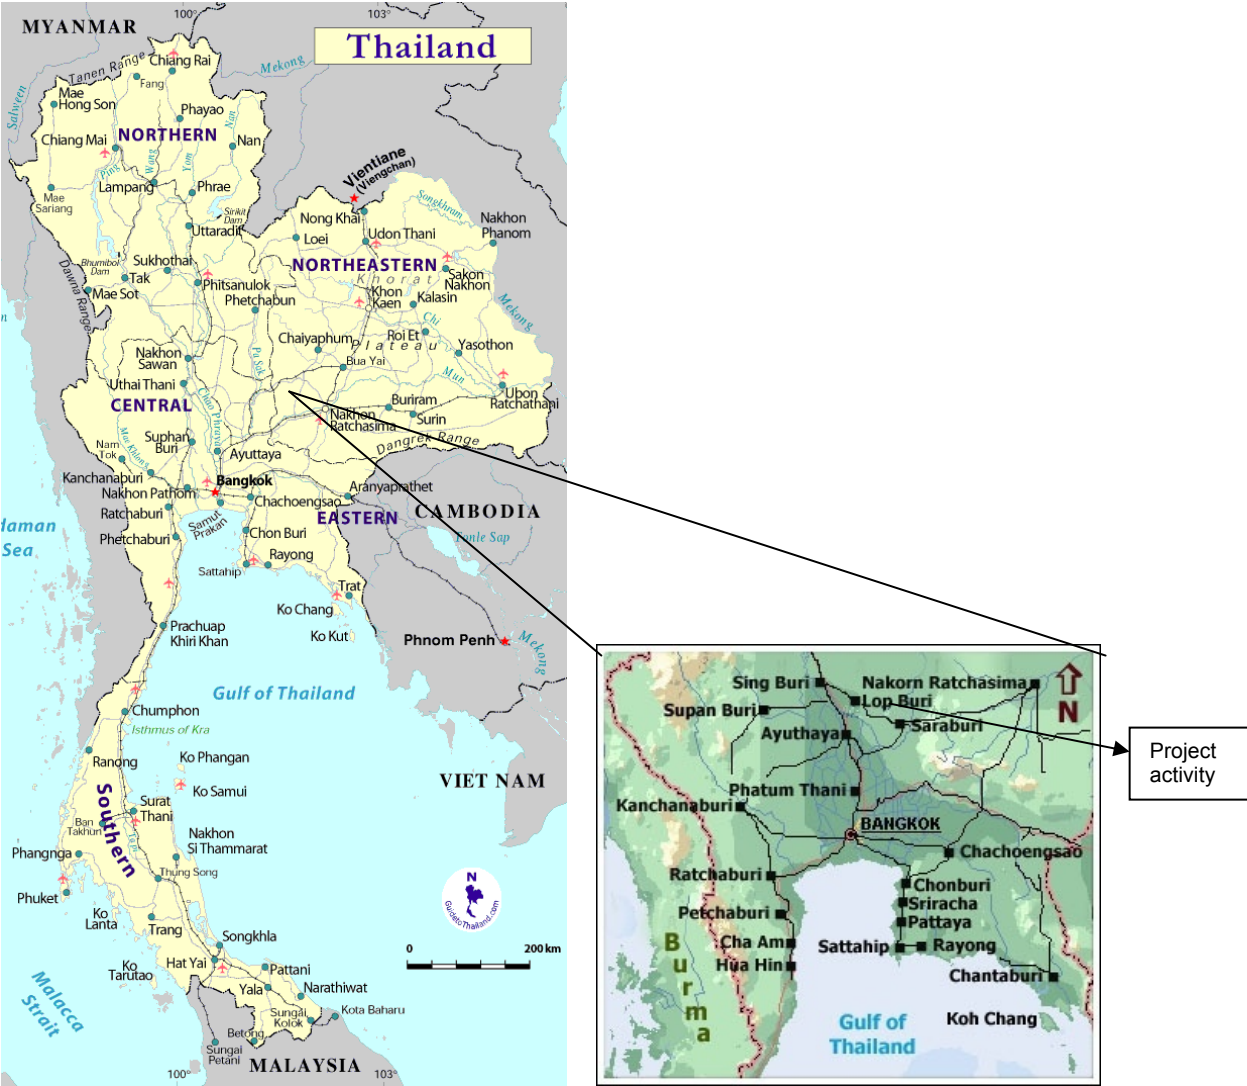 100°
103°
MYANMAR
Thailand
Chiang Rai
Tanen Range
Mekong
Fang
Salween
Mae
Hong Son
Phayao
Nan
NORTHERN
Chiang Mai
Nan
Wang
Yom
Ping
Vientiane
(Viengchan)
Lampang
Phrae
Mae
Sariang
Songkhram
Sirikit
Dam
Nong Khai
Nakhon
Phanom
Uttaradit
Loei
Udon Thani
Sukhothai
Bhumibol
Dam
NORTHEASTERN
Dawna Range
Tak
Khorat
Sakon
Nakhon
Phitsanulok
Mae Sot
Phetchabun
Khon
Kaen
Kalasin
Mekong
n
Chi
Chaiyaphum
Roi Et
Plateau
Yasothon
Nakhon
Sawan
Pa Sak
Bua Yai
Mun
Uthai Thani
Chao Phraya
Ubon
Ratchathani
CENTRAL
Buriram
Nakhon
Ratchasima
Surin
Suphan
Buri
Mae Khlong
Nam
Tok
Dangrek Range
Ayuttaya
Kanchanaburi
Bangkok
Aranyaprathet
Nakhon Pathom
Chachoengsao
Ratchaburi
CAMBODIA
Samut
Prakan
EASTERN
daman
Sea
Phetchaburi
Chon Buri
Tonle Sap
Rayong
Sattahip
Trat
Ko Chang
Prachuap
Khiri Khan
Ko Kut
Phnom Penh
Mekong
Gulf of Thailand
Chumphon
Isthmus of Kra
Ko Phangan
Ranong
VIET NAM
Ko Samui
Southern
Surat
Thani
Ban
Takhun
Tapi
Nakhon
Si Thammarat
Phangnga
Thung Song
N
GuidetoThailand.com
Phuket
Ko
Lanta
Trang
Songkhla
0
200 km
Ko
Tarutao
Hat Yai
Pattani
Malacca
Strait
Yala
Narathiwat
Sungai
Kolok
Kota Baharu
Betong
Sungai
Petani
MALAYSIA
100°
103°
Sing Buri
Nakorn Ratchasima
N
Lop Buri
Supan Buri
Saraburi
Ayuthaya
Project
activity
Phatum Thani
Kanchanaburi
BANGKOK
Chachoengsao
Ratchaburi
Chonburi
Sriracha
Petchaburi
Pattaya
Burma
Cha Am
Sattahip
Rayong
Hua Hin
Chantaburi
Gulf of
Thailand
Koh Chang